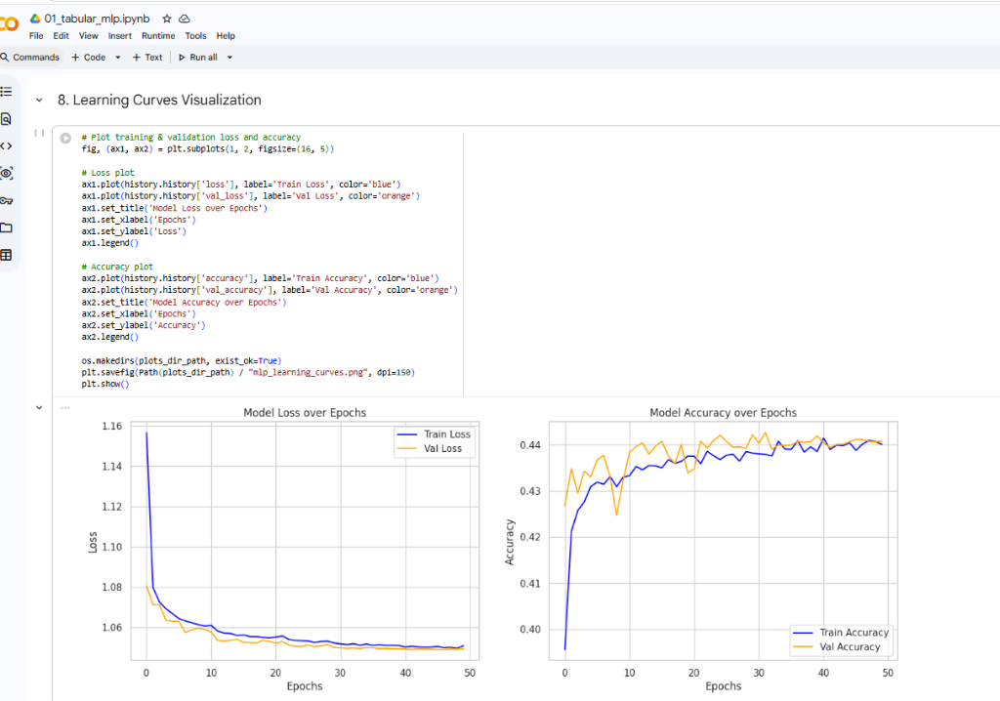 CO
01_tabular_mlp.ipynb
File Edit View Insert Runtime Tools Help
Commands + Code + Text Run all
8. Learning Curves Visualization
[ ]
# Plot training & validation loss and accuracy
fig, (ax1, ax2) = plt.subplots(1, 2, figsize=(16, 5))
# Loss plot
ax1.plot(history.history['loss'], label='Train Loss', color='blue')
ax1.plot(history.history['val_loss'], label='Val Loss', color='orange')
ax1.set_title('Model Loss over Epochs')
ax1.set_xlabel('Epochs')
ax1.set_ylabel('Loss')
ax1.legend()
# Accuracy plot
ax2.plot(history.history['accuracy'], label='Train Accuracy', color='blue')
ax2.plot(history.history['val_accuracy'], label='Val Accuracy', color='orange')
ax2.set_title('Model Accuracy over Epochs')
ax2.set_xlabel('Epochs')
ax2.set_ylabel('Accuracy')
ax2.legend()
os.makedirs(plots_dir_path, exist_ok=True)
plt.savefig(Path(plots_dir_path) / "mlp_learning_curves.png", dpi=150)
plt.show()
...
Model Loss over Epochs
1.16
1.14
1.12
1.10
1.08
1.06
Loss
Train Loss
Val Loss
0 10 20 30 40 50
Epochs
Model Accuracy over Epochs
0.44
0.43
0.42
0.41
0.40
Accuracy
Train Accuracy
Val Accuracy
0 10 20 30 40 50
Epochs